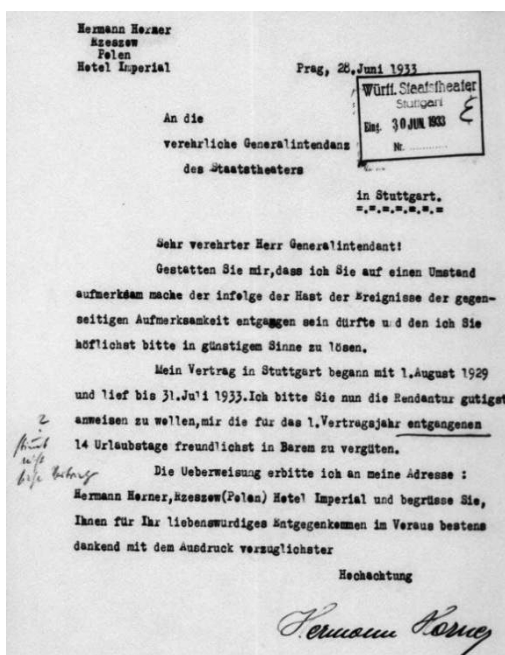 Hermann Horner
Rzeszow
Polen
Hotel Imperial
Prag, 28.Juni 1933
Württ. Staatstheater
Stuttgart
Eing. 30 JUN. 1933
Nr.
An die
verehrliche Generalintendanz
des Staatstheaters
in Stuttgart.
=.=.=.=.=.=.=
Sehr verehrter Herr Generalintendant!
Gestatten Sie mir,dass ich Sie auf einen Umstand
aufmerksam mache der infolge der Hast der Ereignisse der gegen-
seitigen Aufmerksamkeit entgangen sein dürfte und den ich Sie
höflichst bitte in günstigem Sinne zu lösen.
Mein Vertrag in Stuttgart begann mit 1.August 1929
und lief bis 31.Juli 1933.Ich bitte Sie nun die Rendantur gutigst
anweisen zu wollen,mir die für das 1.Vertragsjahr entgangenen
?
14 Urlaubstage freundlichst in Barem zu vergüten.
Die Ueberweisung erbitte ich an meine Adresse :
Hermann Horner,Rzeszow(Polen) Hotel Imperial und begrüsse Sie,
Ihnen für Ihr liebenswurdiges Entgegenkommen im Voraus bestens
dankend mit dem Ausdruck vorzuglichster
Hochachtung
Hermann Horner